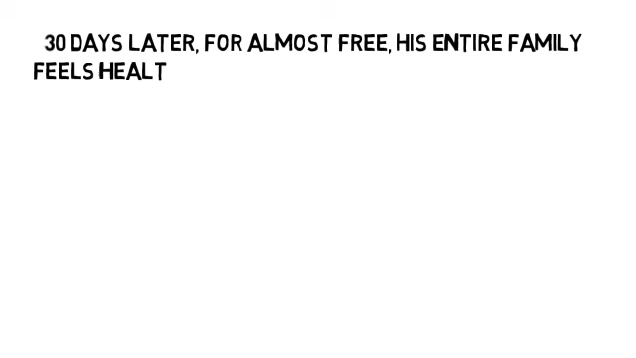 30 DAYS LATER, FOR ALMOST FREE, HIS ENTIRE FAMILY
FEELS HEALT